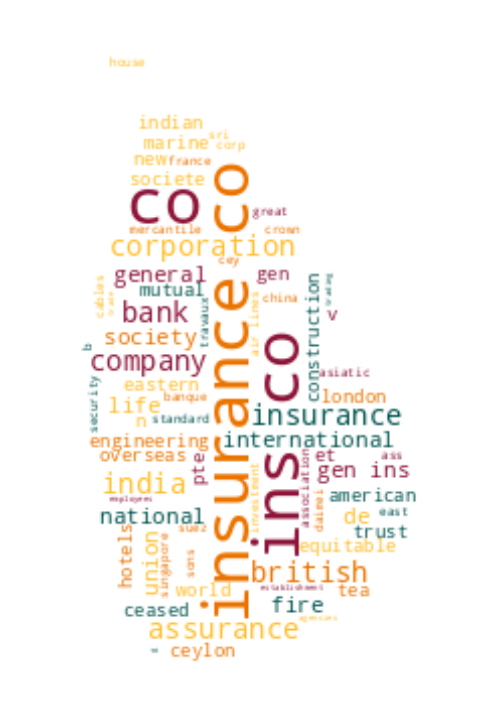 house
indian
marine
sri
corp
new
france
societe
co
great
mercantile
crown
corporation
cey
general
gen
mutual
cables
china
construction
bank
travaux
air lines
v
society
b
company
asiatic
eastern
life
banque
london
security
n
standard
insurance
engineering
international
overseas
et
ass
pte
gen ins
india
association
investment
employees
american
national
daimei
de
east
suez
trust
hotels
union
singapore
equitable
sons
british
world
establishment
tea
ceased
fire
agencies
assurance
ceylon
insurance co
ins co